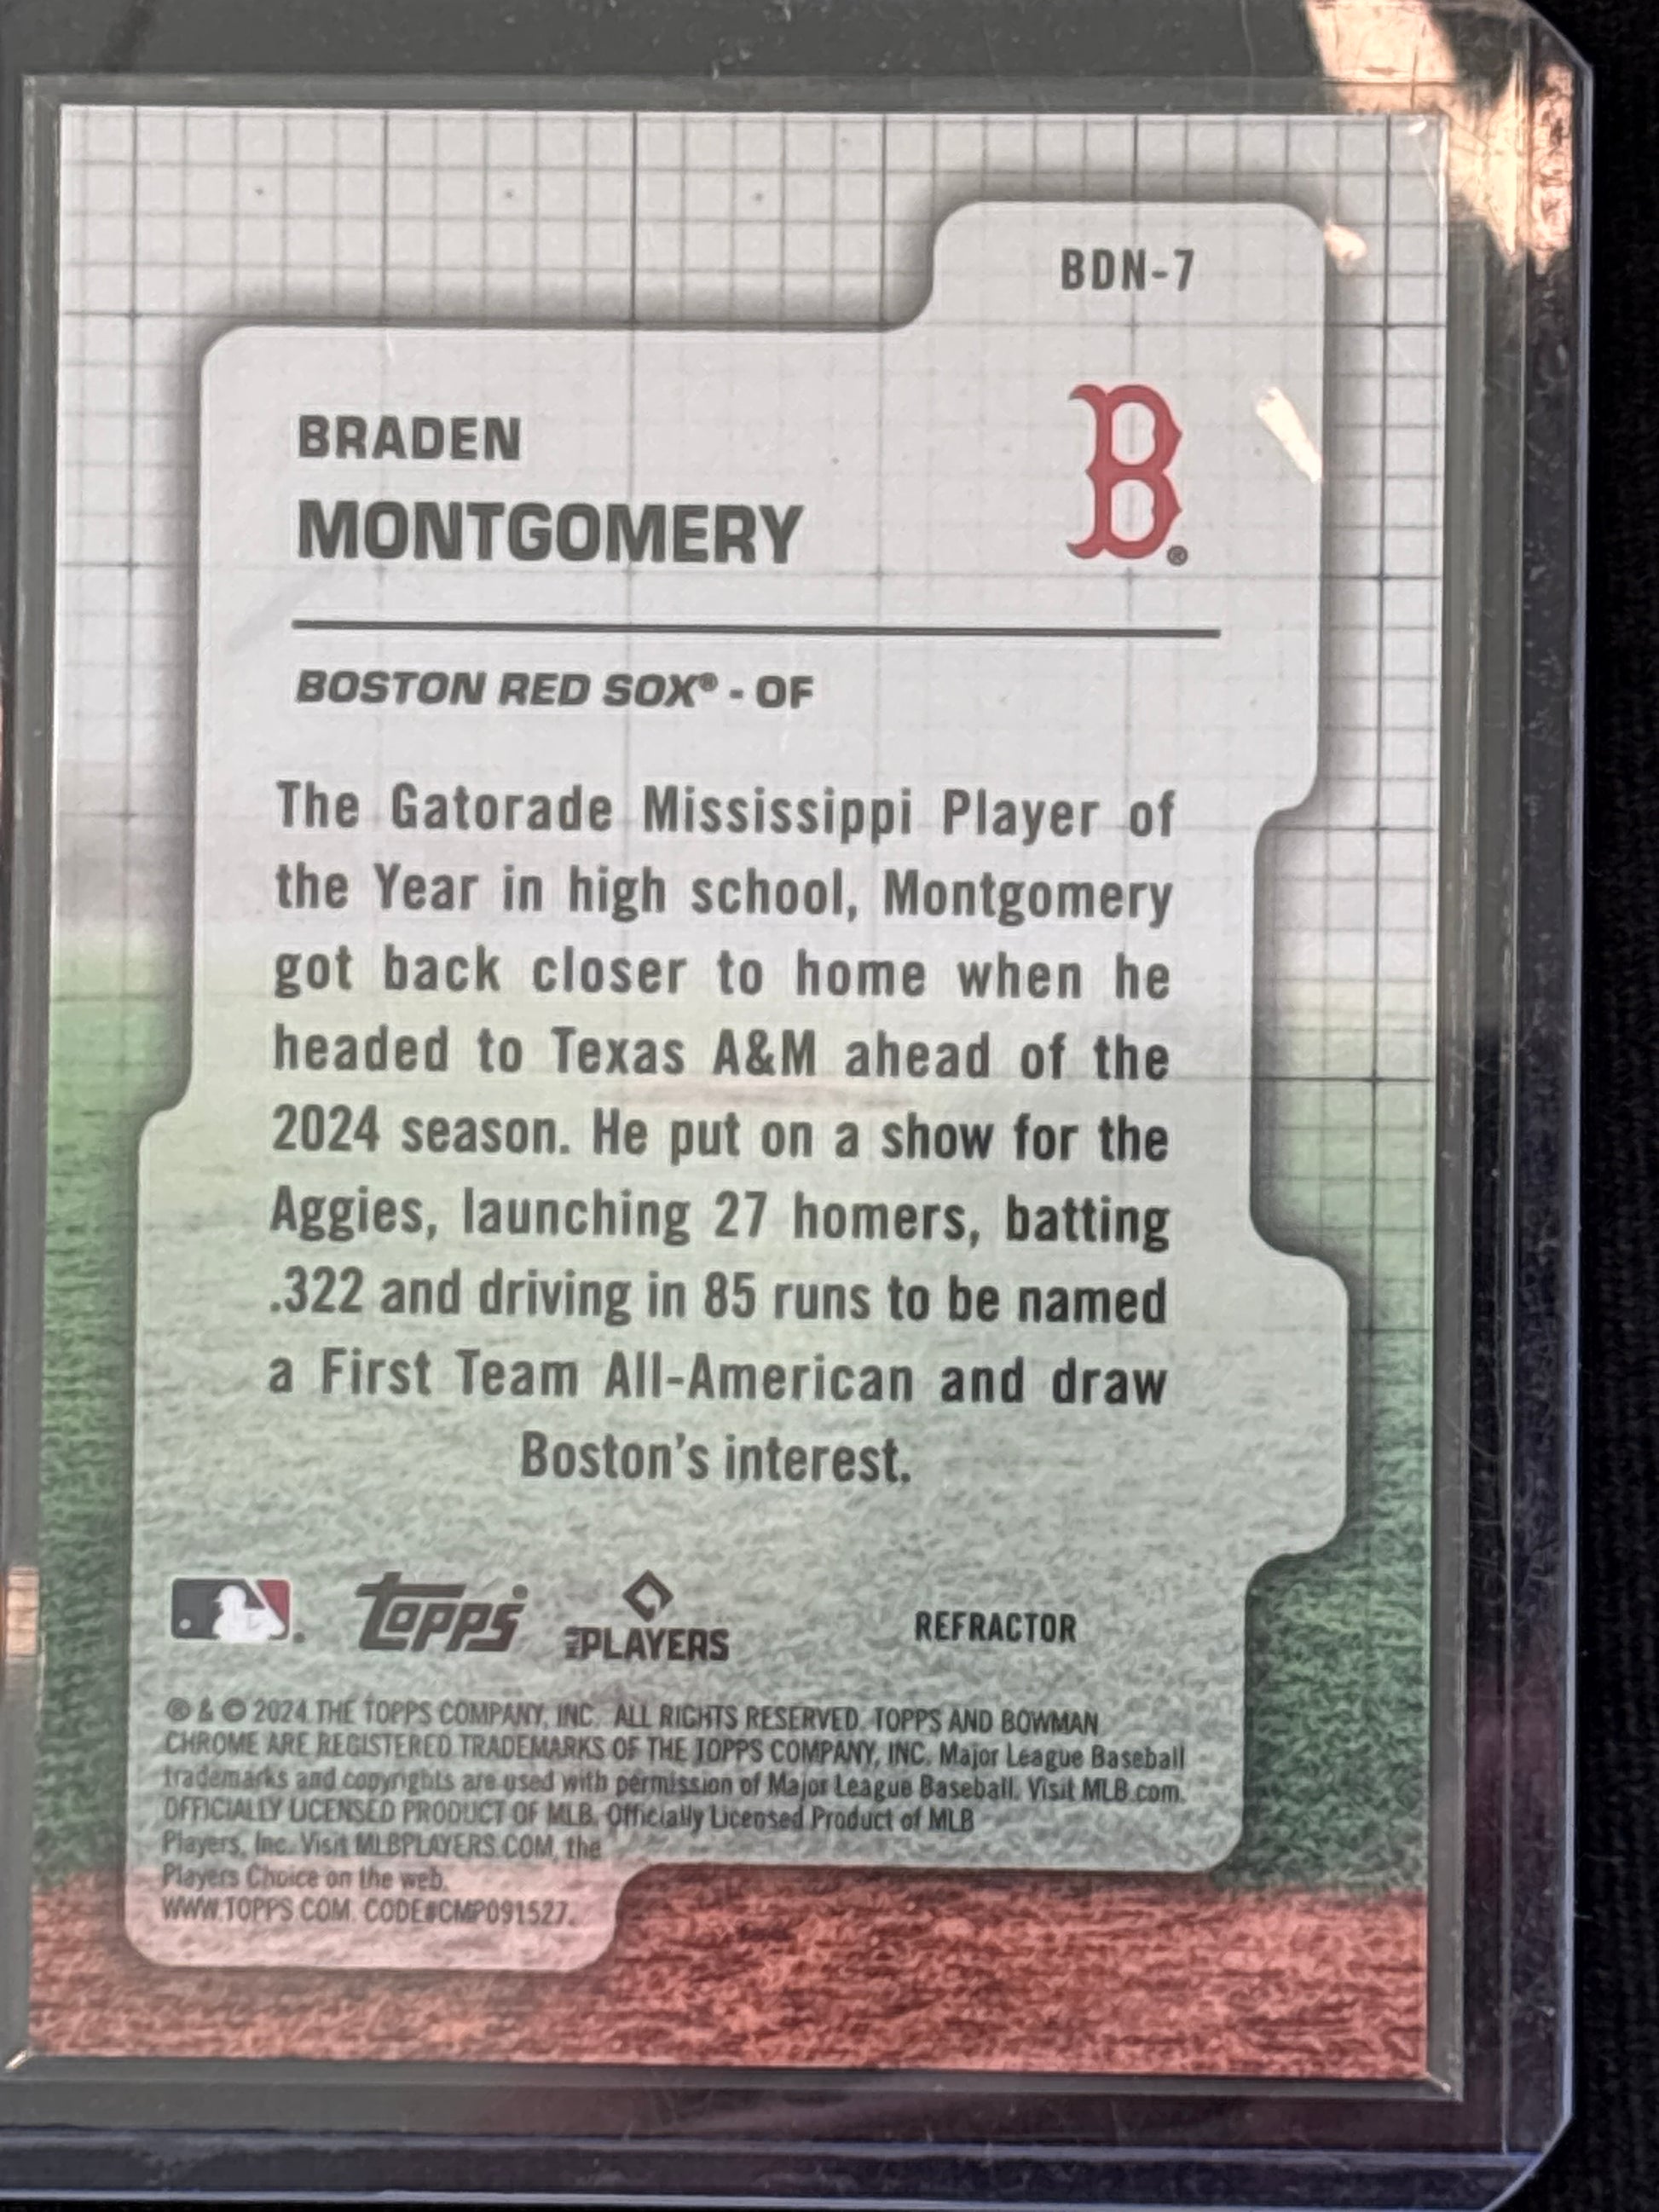 BDN-7
BRADEN
MONTGOMERY
B®
BOSTON RED SOX® - OF
The Gatorade Mississippi Player of
the Year in high school, Montgomery
got back closer to home when he
headed to Texas A&M ahead of the
2024 season. He put on a show for the
Aggies, launching 27 homers, batting
.322 and driving in 85 runs to be named
a First Team All-American and draw
Boston's interest.
topps
MLB PLAYERS
REFRACTOR
® & © 2024 THE TOPPS COMPANY, INC. ALL RIGHTS RESERVED. TOPPS AND BOWMAN
CHROME ARE REGISTERED TRADEMARKS OF THE TOPPS COMPANY, INC. Major League Baseball
trademarks and copyrights are used with permission of Major League Baseball. Visit MLB.com.
OFFICIALLY LICENSED PRODUCT OF MLB. Officially Licensed Product of MLB
Players, Inc. Visit MLBPLAYERS.COM, the
Players Choice on the web.
WWW.TOPPS.COM. CODE#CMP091527.